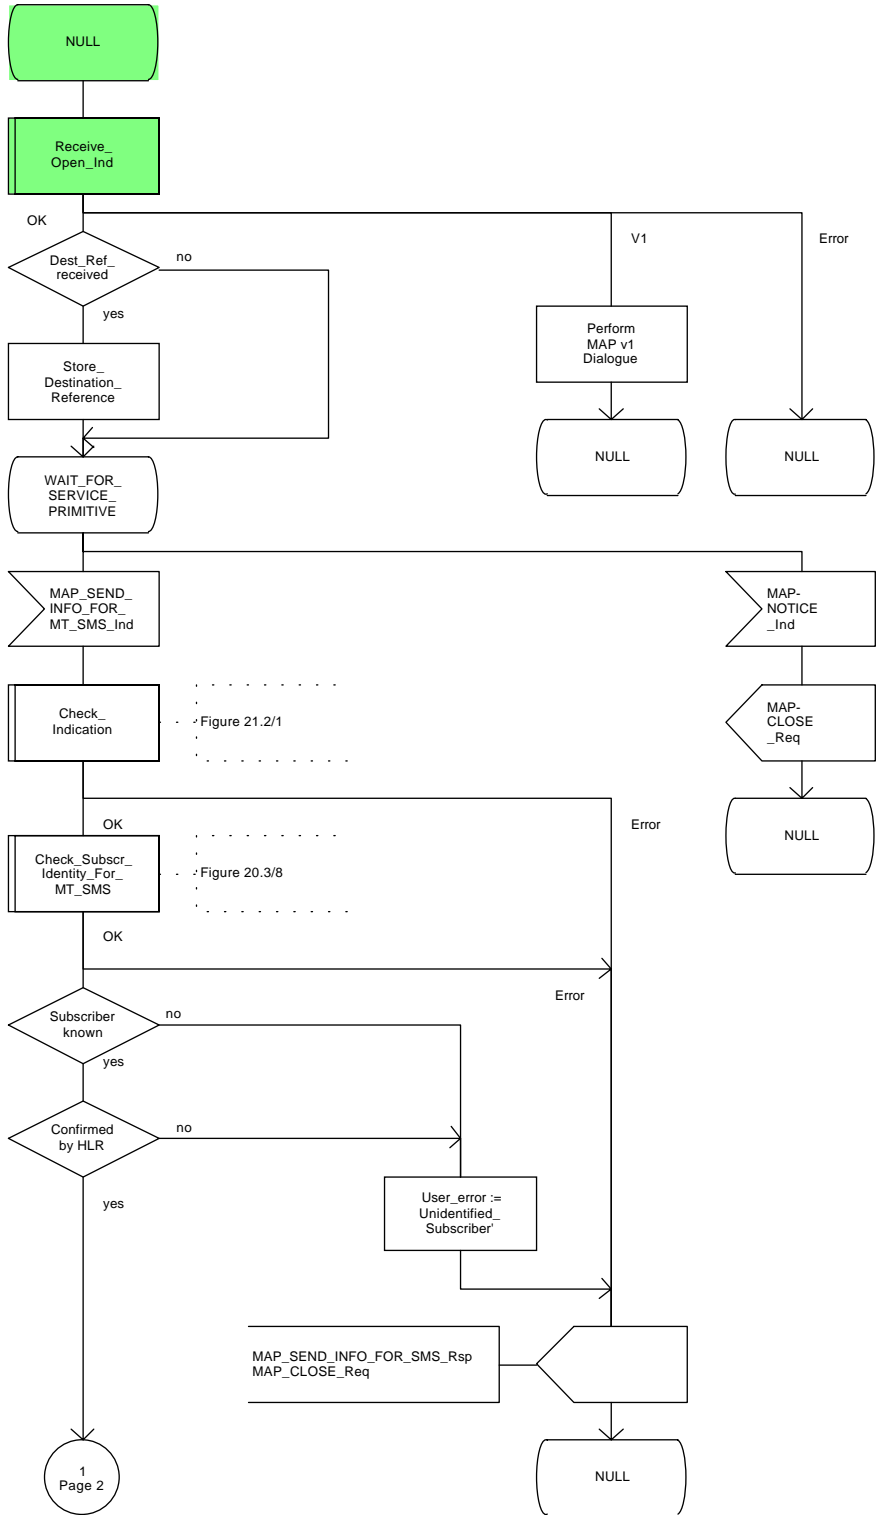 NULL
Receive_
Open_Ind
OK
V1
Error
Dest_Ref_
received
no
yes
Perform
MAP v1
Dialogue
Store_
Destination_
Reference
NULL
NULL
WAIT_FOR_
SERVICE_
PRIMITIVE
MAP_SEND_
INFO_FOR_
MT_SMS_Ind
MAP-
NOTICE
_Ind
Check_
Indication
Figure 21.2/1
MAP-
CLOSE
_Req
OK
Error
NULL
Check_Subscr_
Identity_For_
MT_SMS
Figure 20.3/8
OK
Error
Subscriber
known
no
yes
Confirmed
by HLR
no
yes
User_error :=
Unidentified_
Subscriber'
MAP_SEND_INFO_FOR_SMS_Rsp
MAP_CLOSE_Req
1
Page 2
NULL